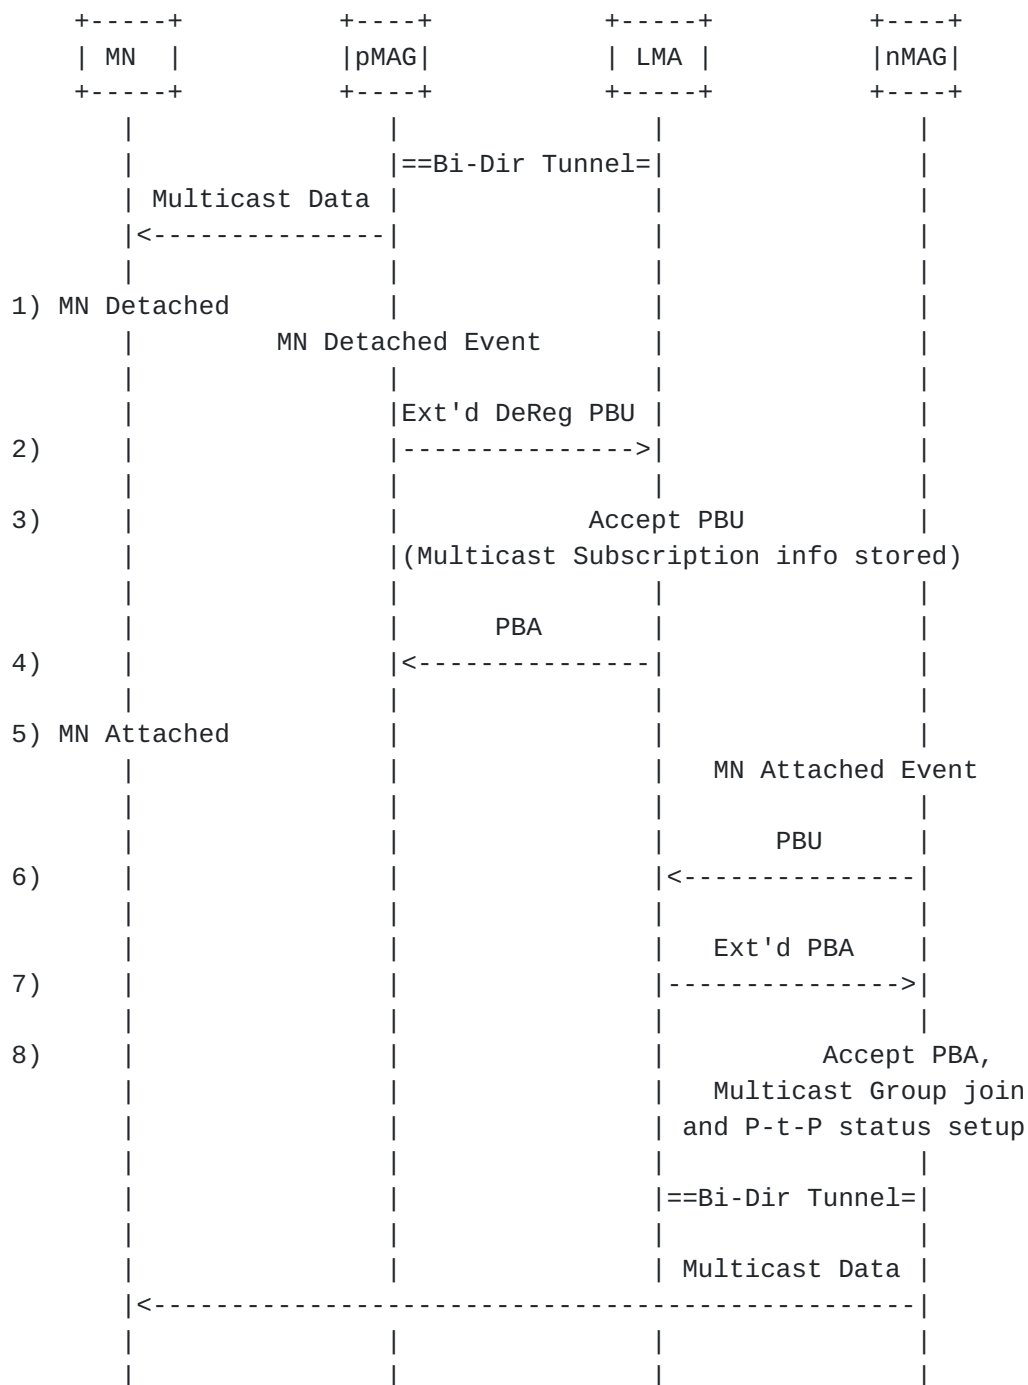 +-----+          +----+           +-----+          +----+
| MN  |          |pMAG|           | LMA |          |nMAG|
+-----+          +----+           +-----+          +----+
|                |                |                |
|                |==Bi-Dir Tunnel=|                |
| Multicast Data |                |                |
|<---------------|                |                |
|                |                |                |
1) MN Detached          |                |                |
|         MN Detached Event       |                |
|                |                |                |
|                |Ext'd DeReg PBU |                |
2)     |                |--------------->|                |
|                |                |                |
3)     |                |            Accept PBU           |
|                |(Multicast Subscription info stored)
|                |                |                |
|                |      PBA       |                |
4)     |                |<---------------|                |
|                |                |                |
5) MN Attached          |                |                |
|                |                |   MN Attached Event
|                |                |                |
|                |                |       PBU      |
6)     |                |                |<---------------|
|                |                |                |
|                |                |   Ext'd PBA    |
7)     |                |                |--------------->|
|                |                |                |
8)     |                |                |          Accept PBA,
|                |                |   Multicast Group join
|                |                | and P-t-P status setup
|                |                |                |
|                |                |==Bi-Dir Tunnel=|
|                |                |                |
|                |                | Multicast Data |
|<-------------------------------------------------|
|                |                |                |
|                |                |                |